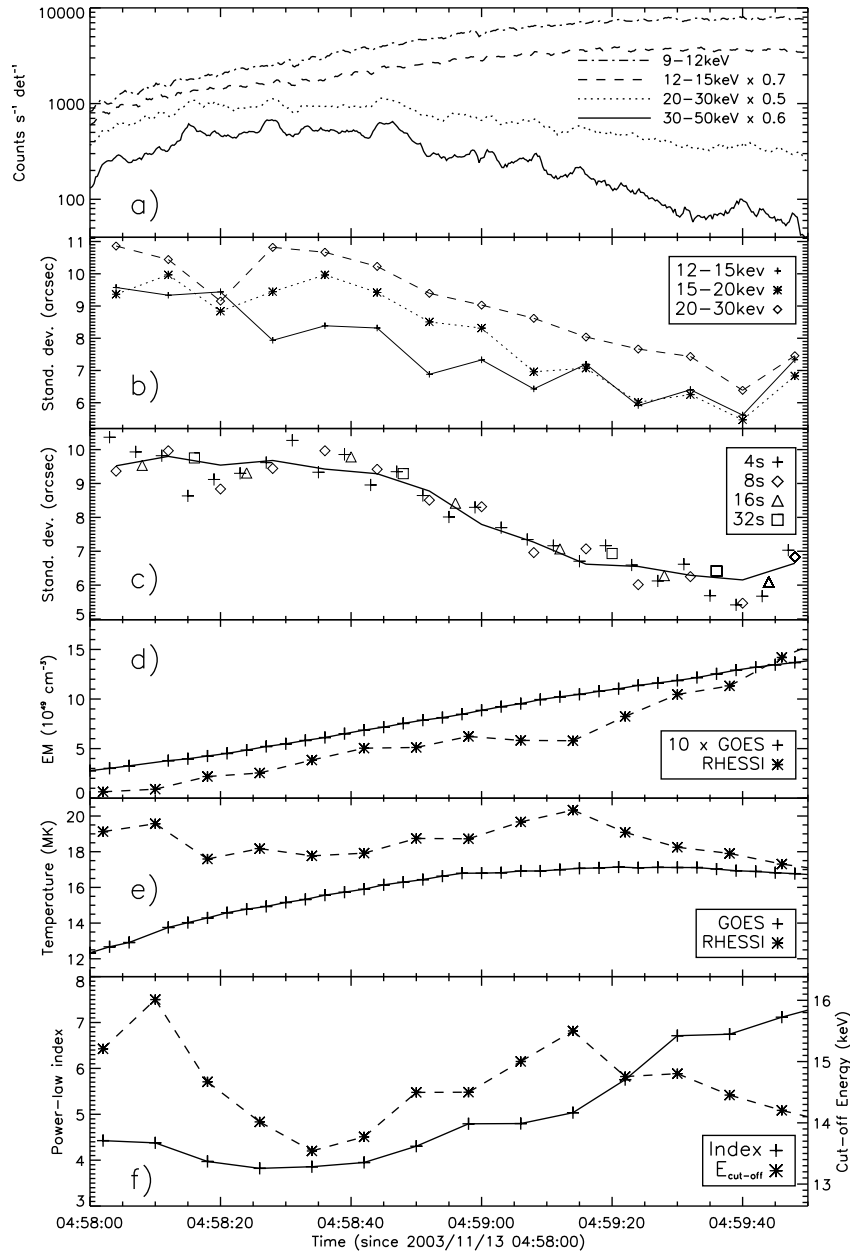 10000
1000
100
Counts s⁻¹ det⁻¹
9–12keV
12–15keV x 0.7
20–30keV x 0.5
30–50keV x 0.6
a)
11
10
9
8
7
6
Stand. dev. (arcsec)
12–15kev
15–20kev
20–30kev
b)
10
9
8
7
6
5
Stand. dev. (arcsec)
4s
8s
16s
32s
c)
15
10
5
0
EM (10⁴⁹ cm⁻³)
d)
10 x GOES
RHESSI
20
18
16
14
12
Temperature (MK)
e)
GOES
RHESSI
8
7
6
5
4
3
Power–law index
16
15
14
13
Cut–off Energy (keV)
f)
Index
E cut–off
04:58:00 04:58:20 04:58:40 04:59:00 04:59:20 04:59:40
Time (since 2003/11/13 04:58:00)